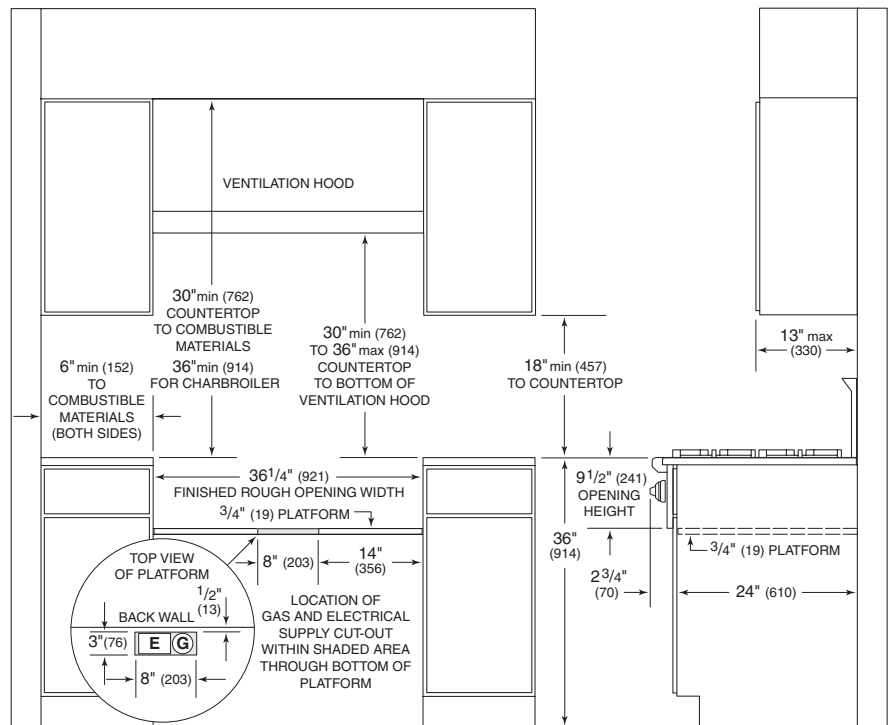 VENTILATION HOOD
30" min (762)
COUNTERTOP
TO COMBUSTIBLE
MATERIALS
36" min (914)
FOR CHARBROILER
30" min (762)
TO 36" max (914)
COUNTERTOP
TO BOTTOM OF
VENTILATION HOOD
6" min (152)
TO
COMBUSTIBLE
MATERIALS
(BOTH SIDES)
18" min (457)
TO COUNTERTOP
13" max
(330)
36 1/4" (921)
FINISHED ROUGH OPENING WIDTH
3/4" (19) PLATFORM
8" (203)
14"
(356)
LOCATION OF
GAS AND ELECTRICAL
SUPPLY CUT-OUT
WITHIN SHADED AREA
THROUGH BOTTOM OF
PLATFORM
TOP VIEW
OF PLATFORM
1/2"
(13)
BACK WALL
3" (76)
E G
8" (203)
36"
(914)
9 1/2" (241)
OPENING
HEIGHT
3/4" (19) PLATFORM
2 3/4"
(70)
24" (610)